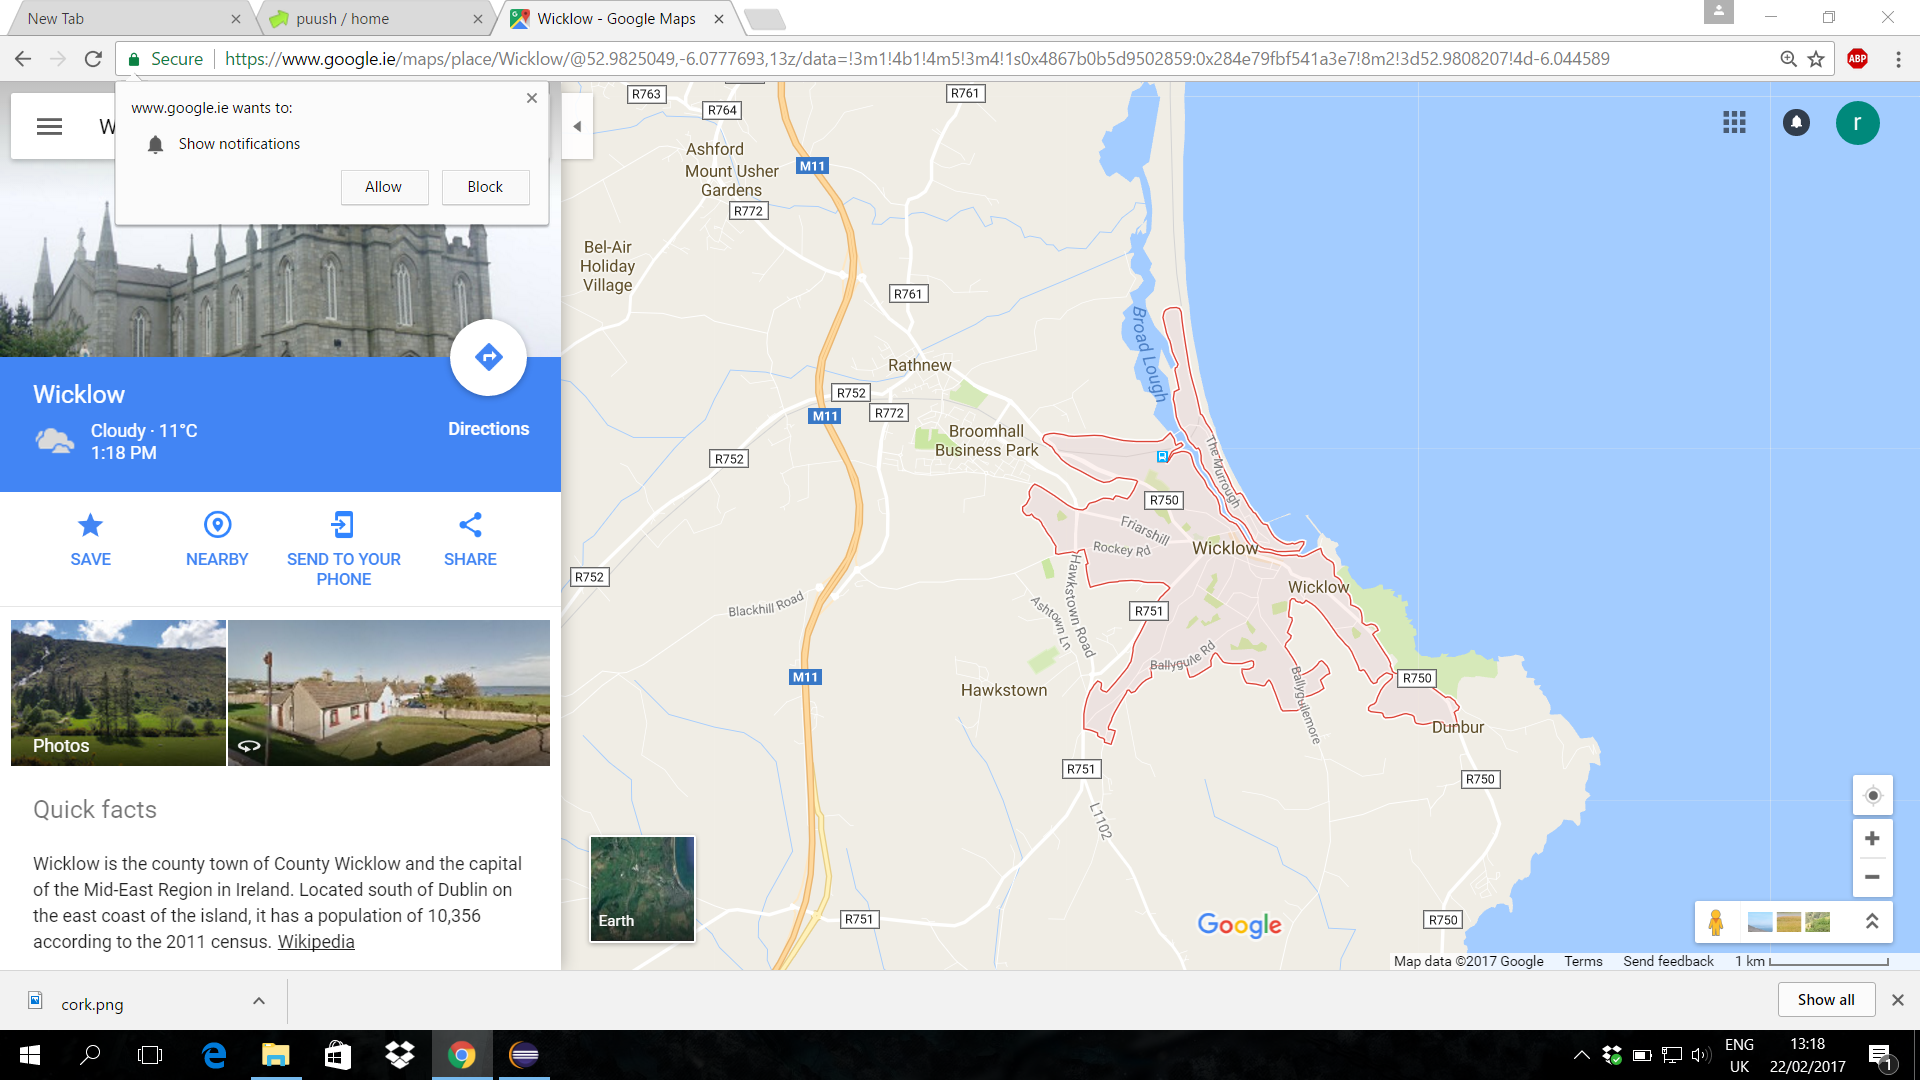 New Tab
puush / home
Wicklow - Google Maps
Secure
https://www.google.ie/maps/place/Wicklow/@52.9825049,-6.0777693,13z/data=!3m1!4b1!4m5!3m4!1s0x4867b0b5d9502859:0x284e79fbf541a3e7!8m2!3d52.9808207!4d-6.044589
ABP
www.google.ie wants to:
Show notifications
Allow
Block
W
r
Wicklow
Cloudy · 11°C
1:18 PM
Directions
SAVE
NEARBY
SEND TO YOUR
PHONE
SHARE
Photos
Quick facts
Wicklow is the county town of County Wicklow and the capital
of the Mid-East Region in Ireland. Located south of Dublin on
the east coast of the island, it has a population of 10,356
according to the 2011 census. Wikipedia
R763
R764
R761
Ashford
Mount Usher
Gardens
M11
R772
Bel-Air
Holiday
Village
R761
Broad Lough
Rathnew
R752
M11
R772
Broomhall
Business Park
R752
The Murrough
R750
Friarshill
Rockey Rd
Wicklow
R752
Hawkstown Road
Wicklow
Blackhill Road
Ashtown Ln
R751
Ballyguile Rd
M11
Hawkstown
Ballyguilemore
R750
Dunbur
R751
R750
L1102
Earth
R751
Google
R750
Map data ©2017 Google
Terms
Send feedback
1 km
cork.png
Show all
ENG
UK
13:18
22/02/2017
1